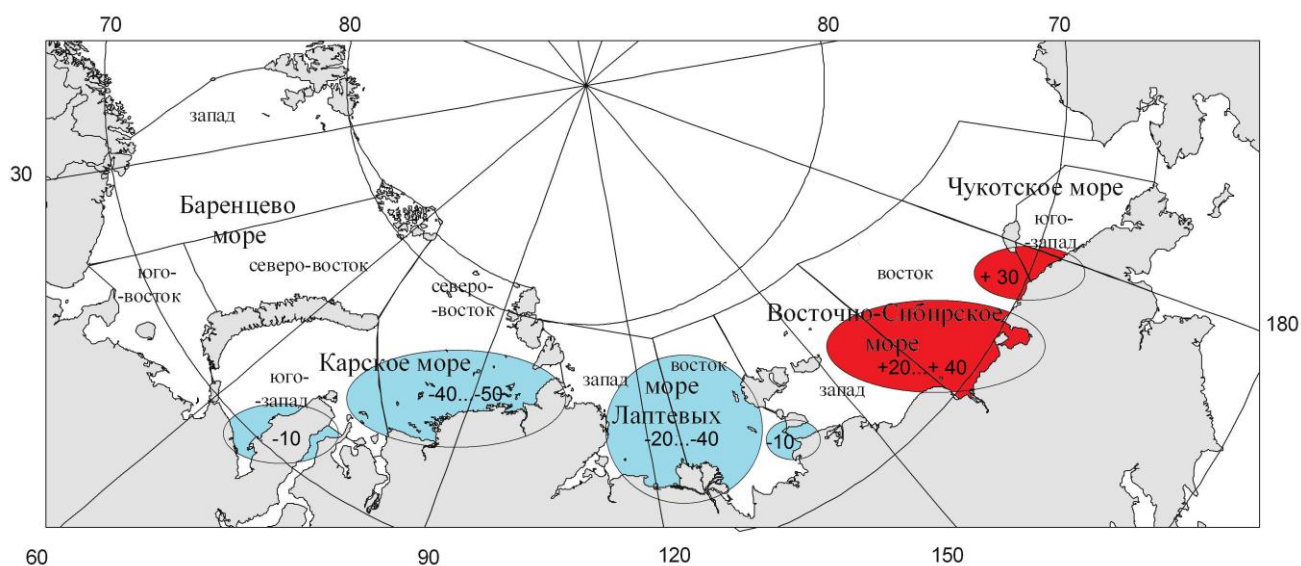 70
80
80
70
запад
30
Чукотское море
Баренцево
море
юго-
-запад
северо-восток
юго-
-восток
северо-
-восток
восток
+ 30
180
Восточно-Сибирское
море
+20...+ 40
Карское море
запад
восток
море
запад
юго-
-запад
-40...-50
Лаптевых
-10
-20...-40
-10
60
90
120
150